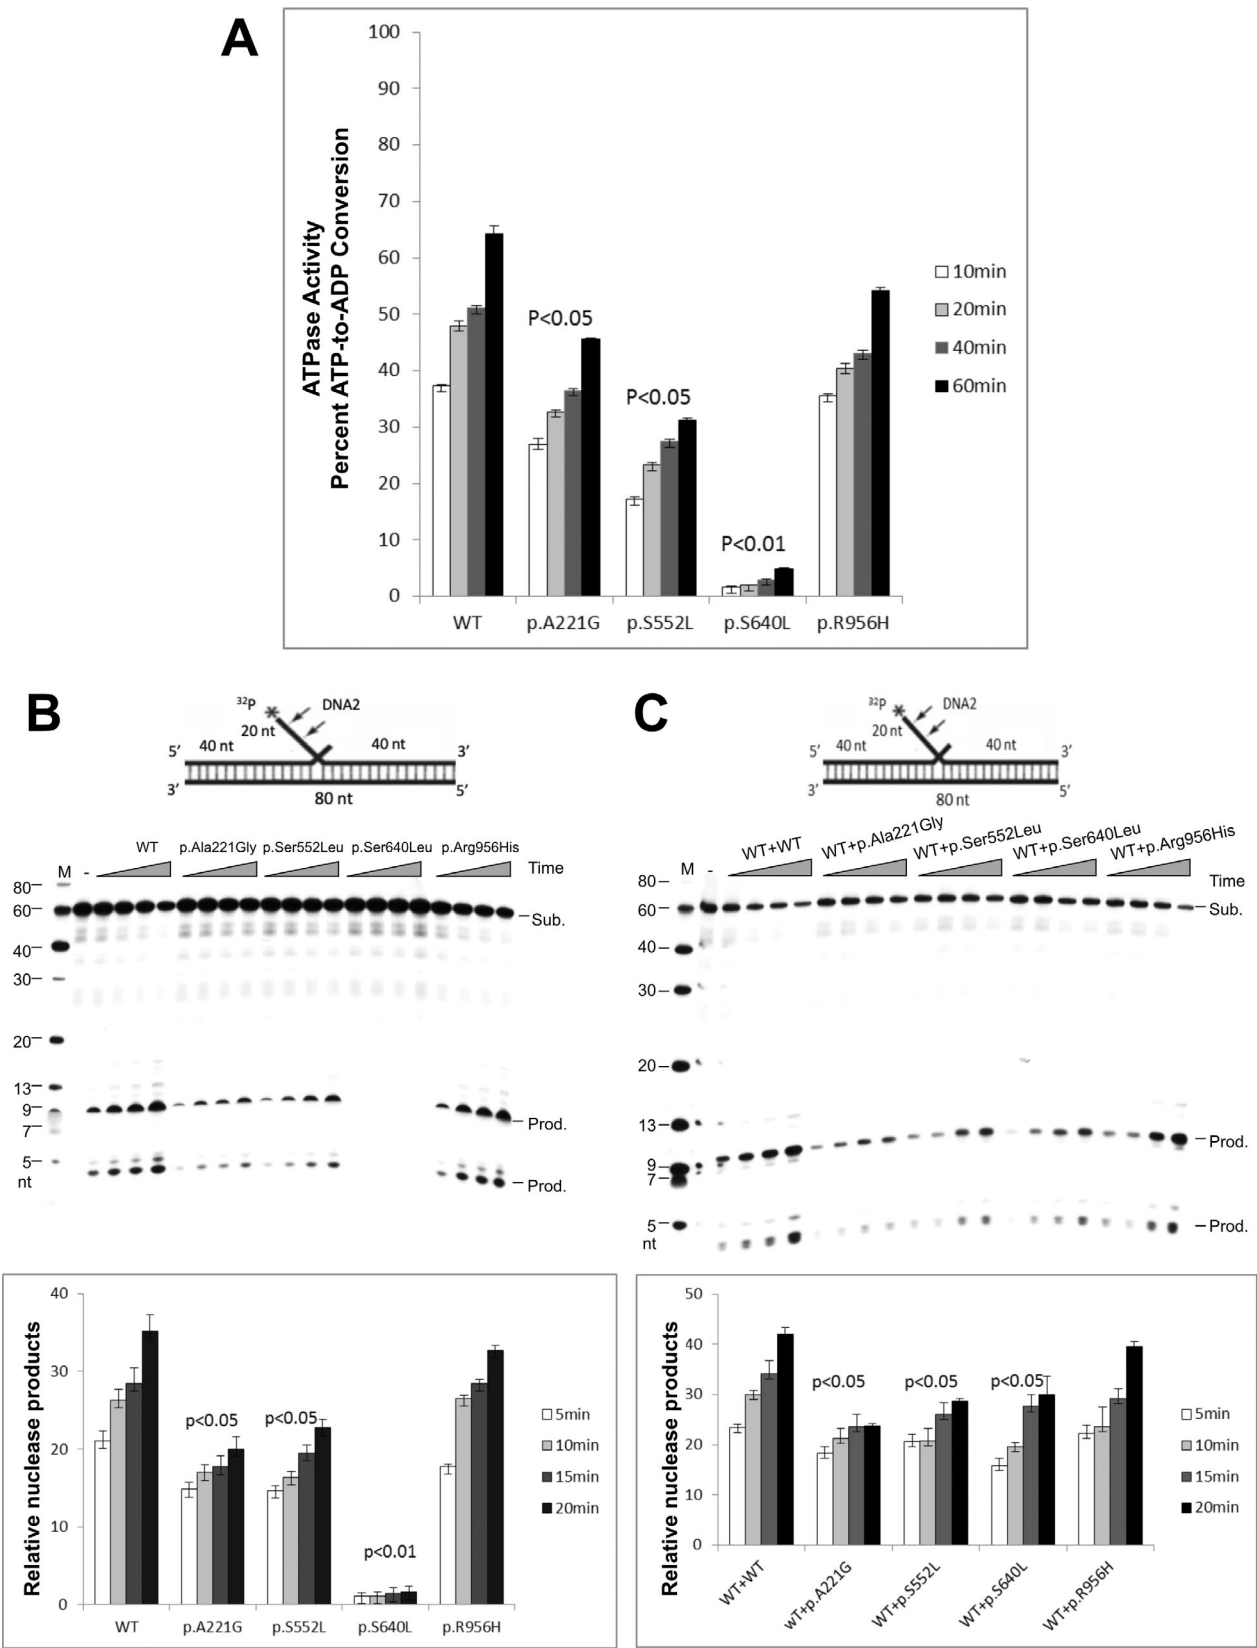 A
ATPase Activity
Percent ATP-to-ADP Conversion
100
90
80
70
60
50
40
30
20
10
0
P<0.05
P<0.05
P<0.01
WT
p.A221G
p.S552L
p.S640L
p.R956H
10min
20min
40min
60min
B
32P
DNA2
20 nt
40 nt
40 nt
5′
3′
3′
5′
80 nt
M
-
WT
p.Ala221Gly
p.Ser552Leu
p.Ser640Leu
p.Arg956His
Time
80
60
40
30
20
13
9
7
5
nt
Sub.
Prod.
Prod.
Relative nuclease products
40
30
20
10
0
p<0.05
p<0.05
p<0.01
WT
p.A221G
p.S552L
p.S640L
p.R956H
5min
10min
15min
20min
C
32P
DNA2
20 nt
40 nt
40 nt
5′
3′
3′
5′
80 nt
M
-
WT+WT
WT+p.Ala221Gly
WT+p.Ser552Leu
WT+p.Ser640Leu
WT+p.Arg956His
Time
80
60
40
30
20
13
9
7
5
nt
Sub.
Prod.
Prod.
Relative nuclease products
50
40
30
20
10
0
p<0.05
p<0.05
p<0.05
WT+WT
WT+p.A221G
WT+p.S552L
WT+p.S640L
WT+p.R956H
5min
10min
15min
20min